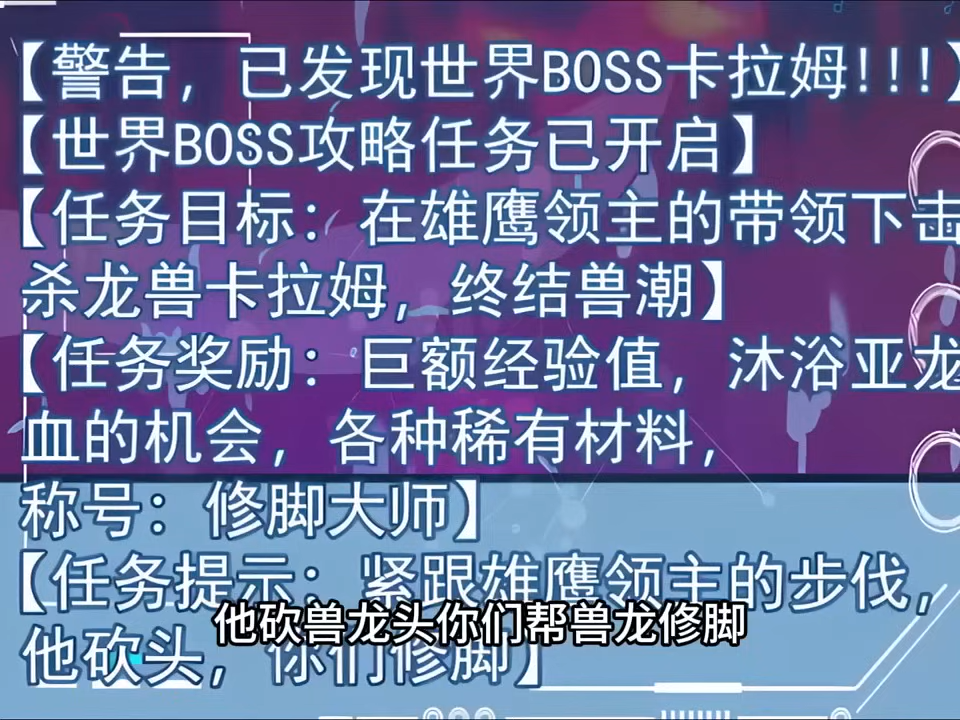 【警告，已发现世界BOSS卡拉姆!!!】
【世界BOSS攻略任务已开启】
【任务目标：在雄鹰领主的带领下击
杀龙兽卡拉姆，终结兽潮】
【任务奖励：巨额经验值，沐浴亚龙
血的机会，各种稀有材料，
称号：修脚大师】
【任务提示：紧跟雄鹰领主的步伐，
他砍兽龙头你们帮兽龙修脚
他砍头，你们修脚】